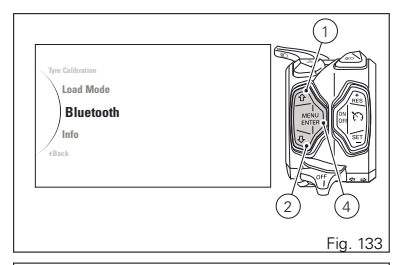 1
Tyre Calibration
Load Mode
Bluetooth
Info
Back
MENU
ENTER
+
RES
ON
OFF
SET
−
OFF
2
4
Fig. 133